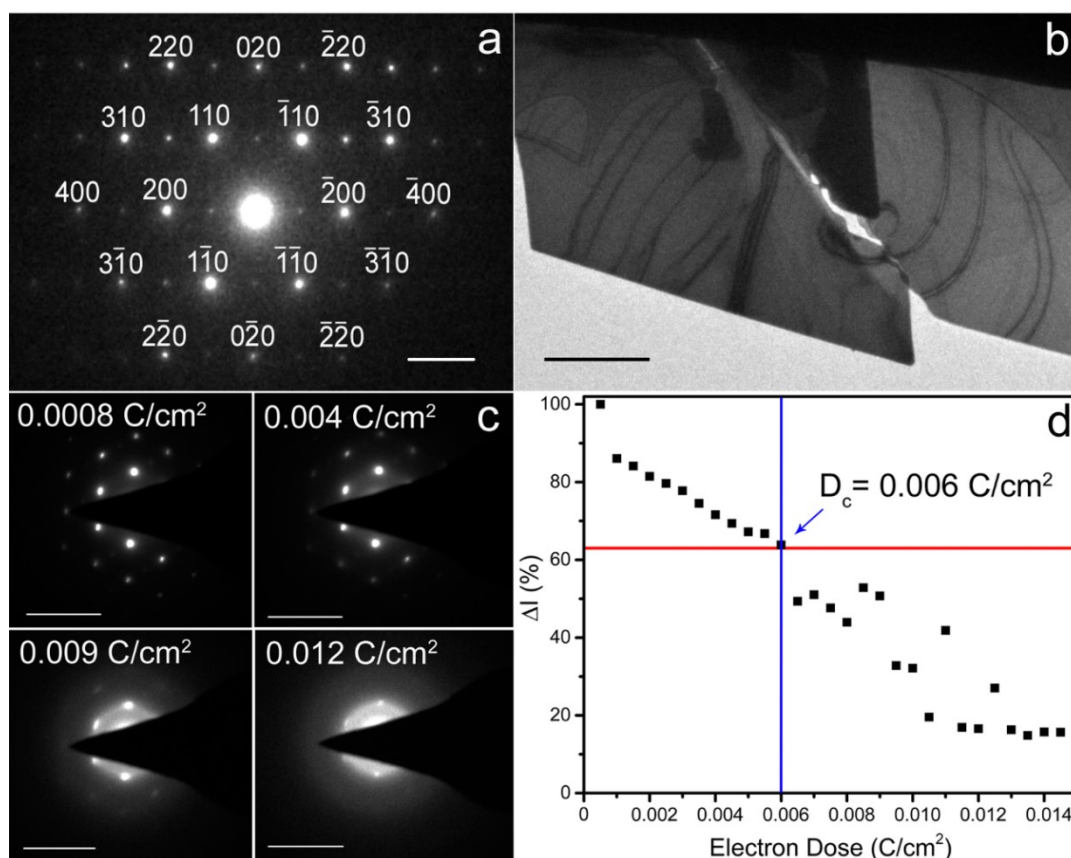 a
220 020 2̄20
310 110 1̄10 3̄10
400 200 2̄00 4̄00
31̄0 11̄0 1̄1̄0 3̄1̄0
22̄0 02̄0 2̄2̄0
b
0.0008 C/cm²
c
0.004 C/cm²
0.009 C/cm²
0.012 C/cm²
d
D_c = 0.006 C/cm²
100
80
60
40
20
0
ΔI (%)
0 0.002 0.004 0.006 0.008 0.010 0.012 0.014
Electron Dose (C/cm²)